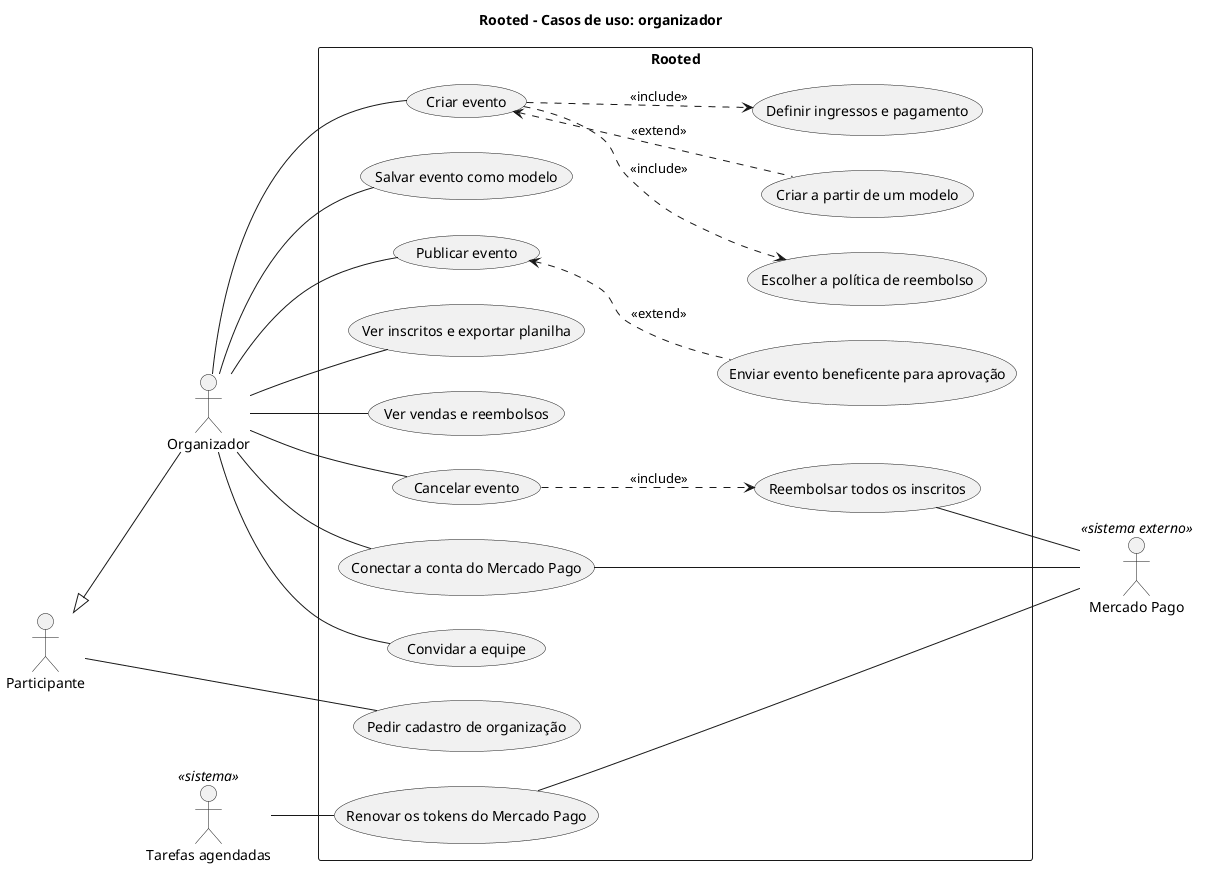 Rooted - Casos de uso: organizador
Rooted
Criar evento
«include»
Definir ingressos e pagamento
«extend»
Salvar evento como modelo
«include»
Criar a partir de um modelo
Publicar evento
Escolher a política de reembolso
Ver inscritos e exportar planilha
«extend»
Enviar evento beneficente para aprovação
Organizador
Ver vendas e reembolsos
Cancelar evento
«include»
Reembolsar todos os inscritos
«sistema externo»
Conectar a conta do Mercado Pago
Mercado Pago
Convidar a equipe
Participante
Pedir cadastro de organização
«sistema»
Renovar os tokens do Mercado Pago
Tarefas agendadas